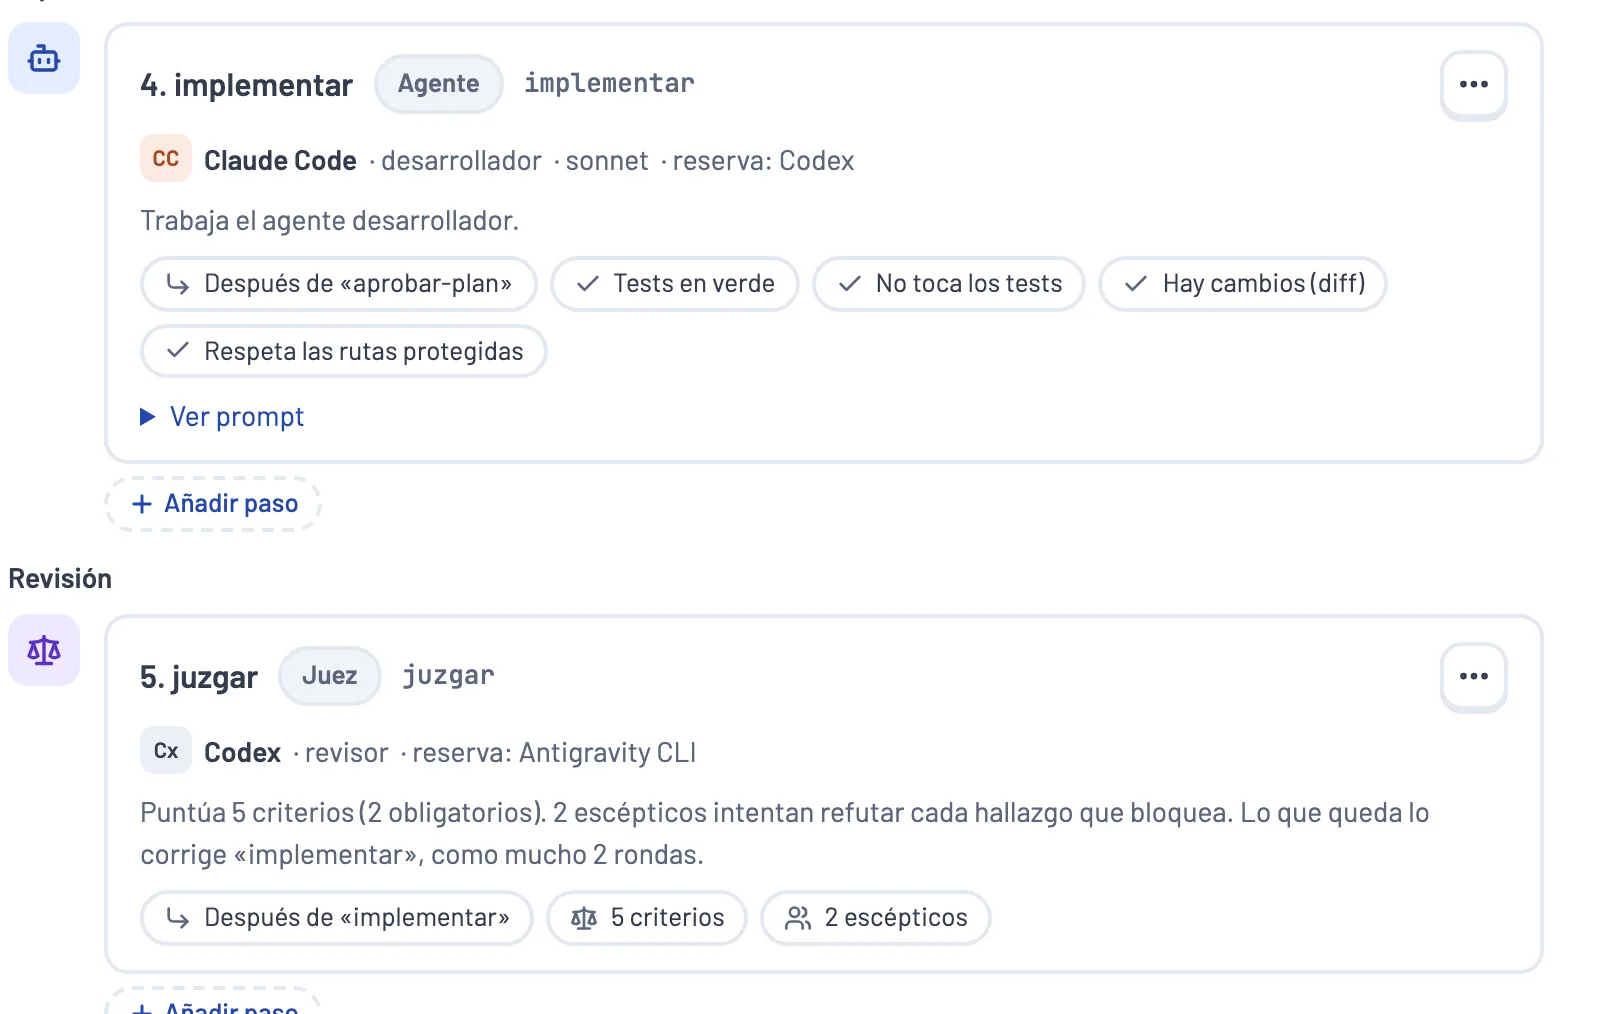 4. implementar Agente implementar
CC Claude Code · desarrollador · sonnet · reserva: Codex
Trabaja el agente desarrollador.
Después de «aprobar-plan» Tests en verde No toca los tests Hay cambios (diff)
Respeta las rutas protegidas
Ver prompt
+ Añadir paso
Revisión
5. juzgar Juez juzgar
Cx Codex · revisor · reserva: Antigravity CLI
Puntúa 5 criterios (2 obligatorios). 2 escépticos intentan refutar cada hallazgo que bloquea. Lo que queda lo
corrige «implementar», como mucho 2 rondas.
Después de «implementar» 5 criterios 2 escépticos
+ Añadir paso